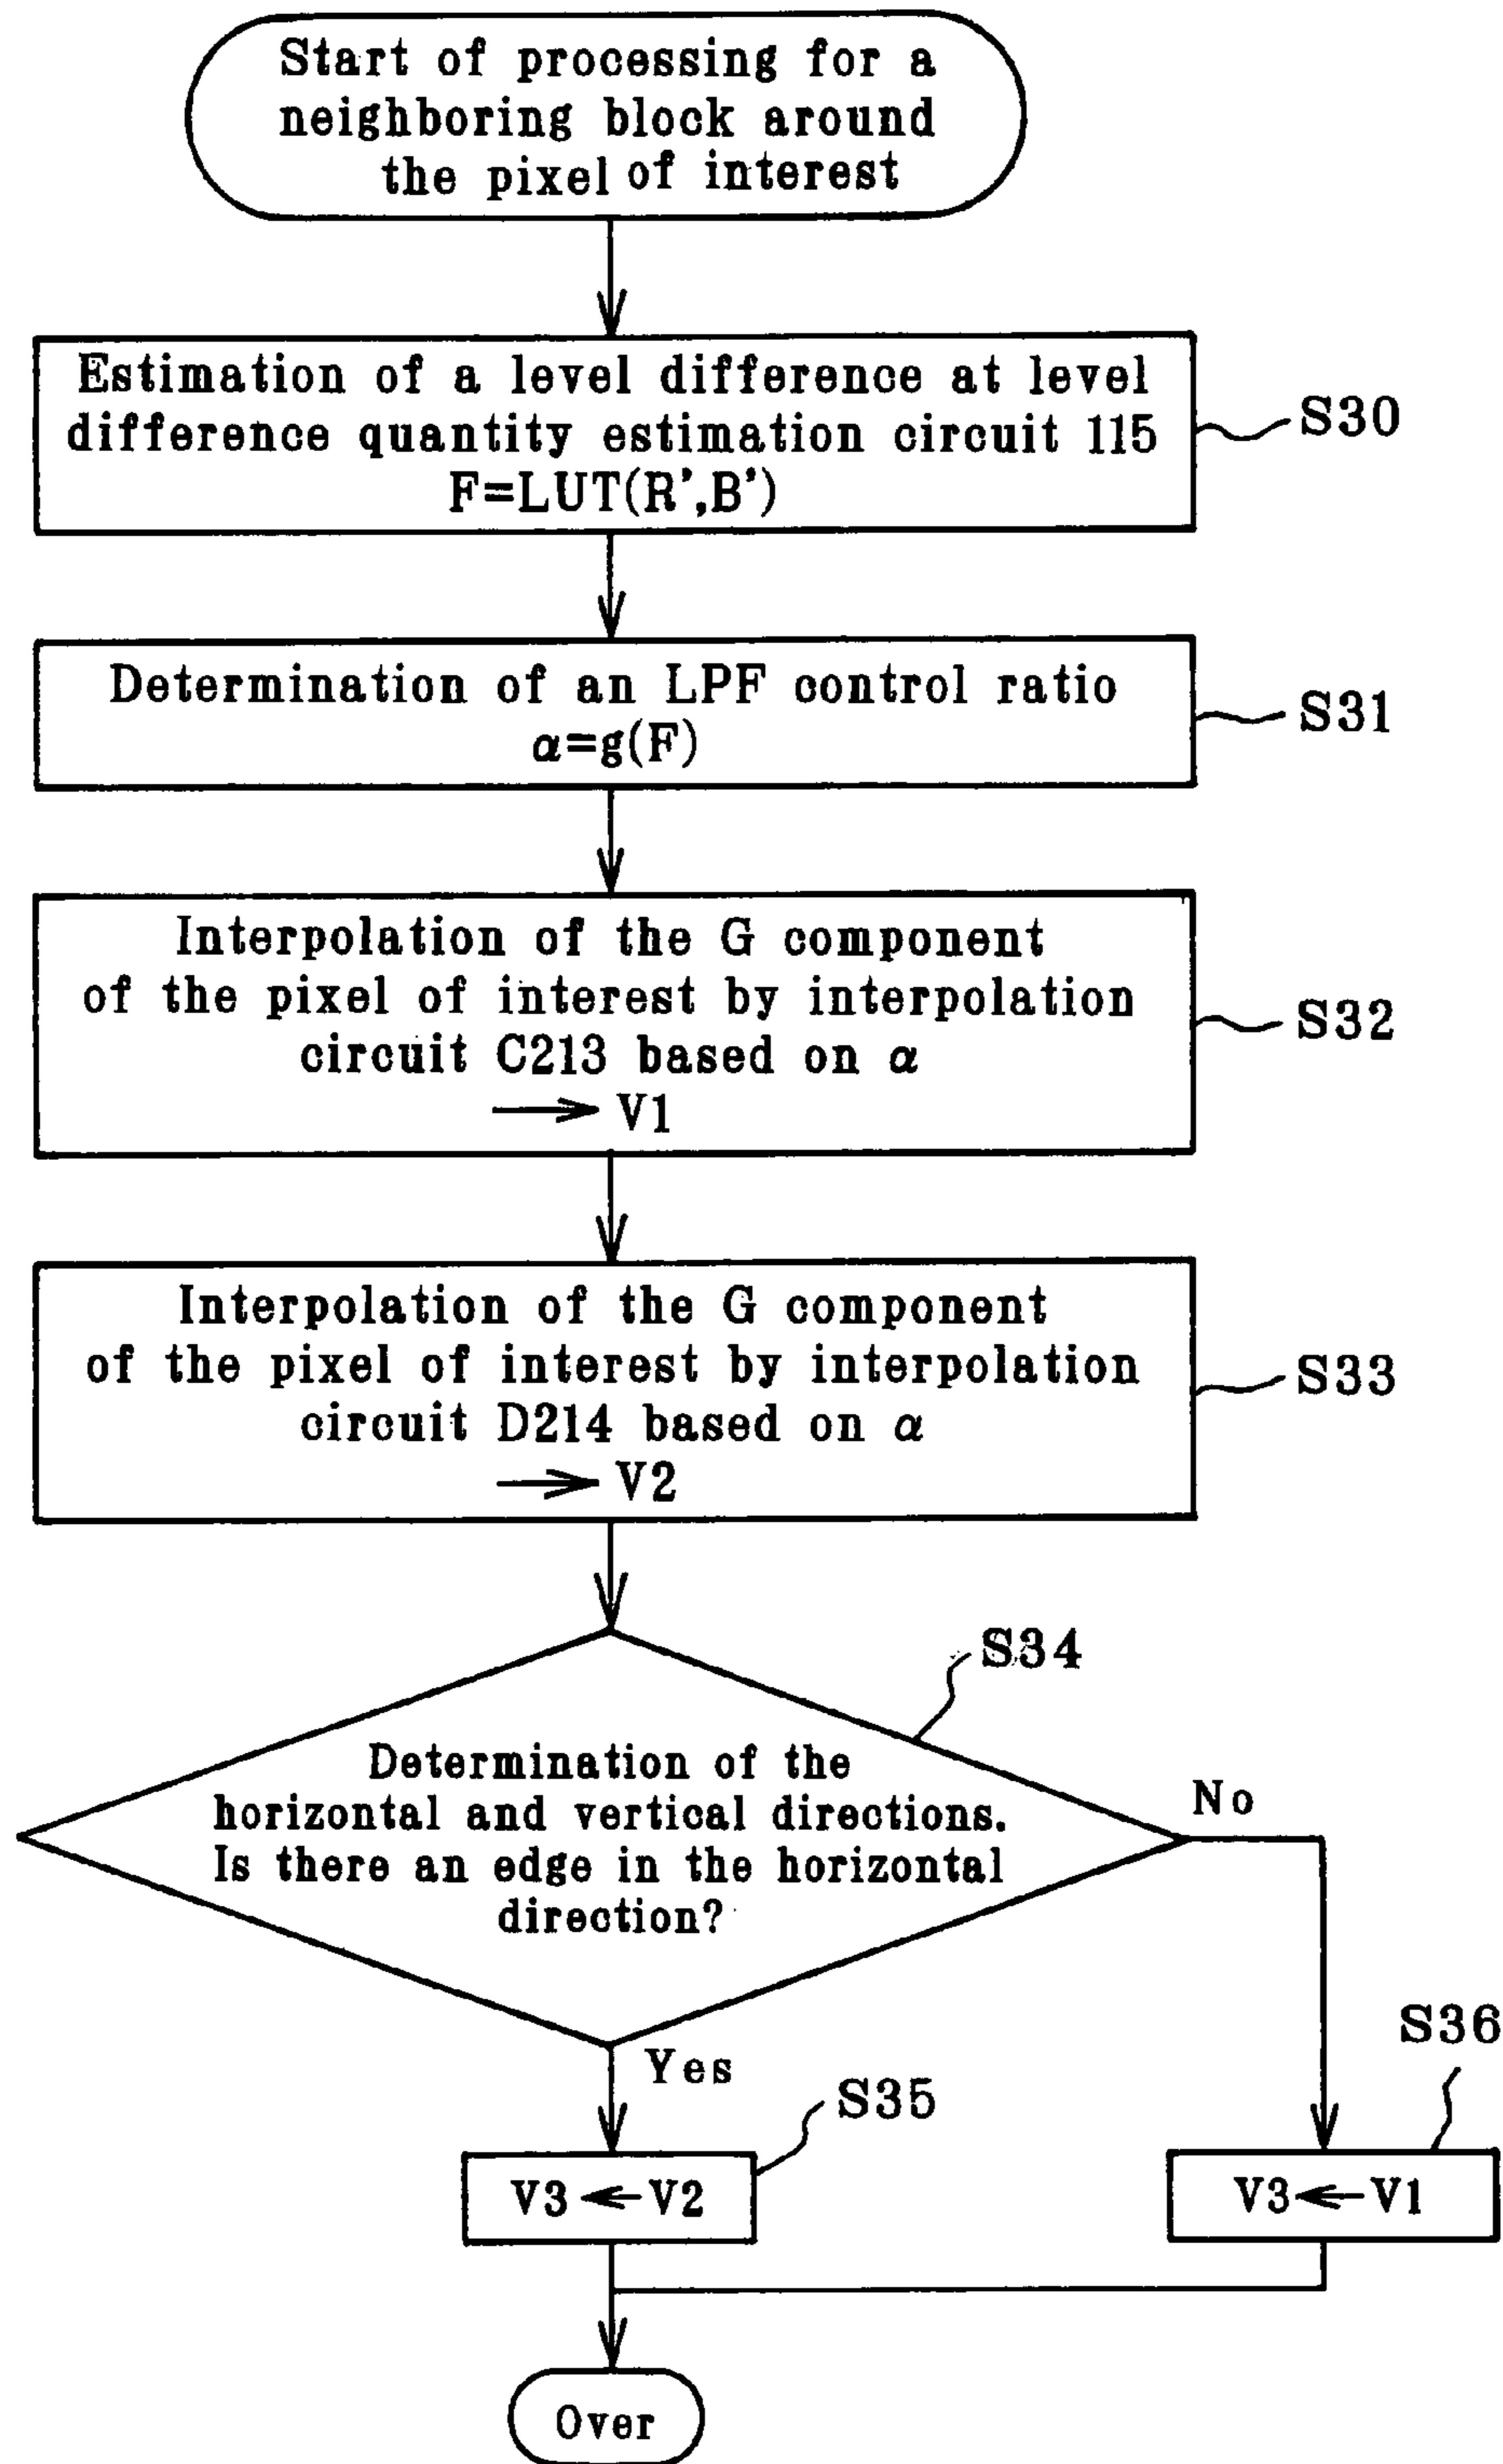 Start of processing for a
neighboring block around
the pixel of interest
Estimation of a level difference at level
difference quantity estimation circuit 115
F=LUT(R',B')
S30
Determination of an LPF control ratio
α=g(F)
S31
Interpolation of the G component
of the pixel of interest by interpolation
circuit C213 based on α
→ V1
S32
Interpolation of the G component
of the pixel of interest by interpolation
circuit D214 based on α
→ V2
S33
S34
Determination of the
horizontal and vertical directions.
Is there an edge in the horizontal
direction?
No
Yes
S35
V3 ← V2
S36
V3 ← V1
Over